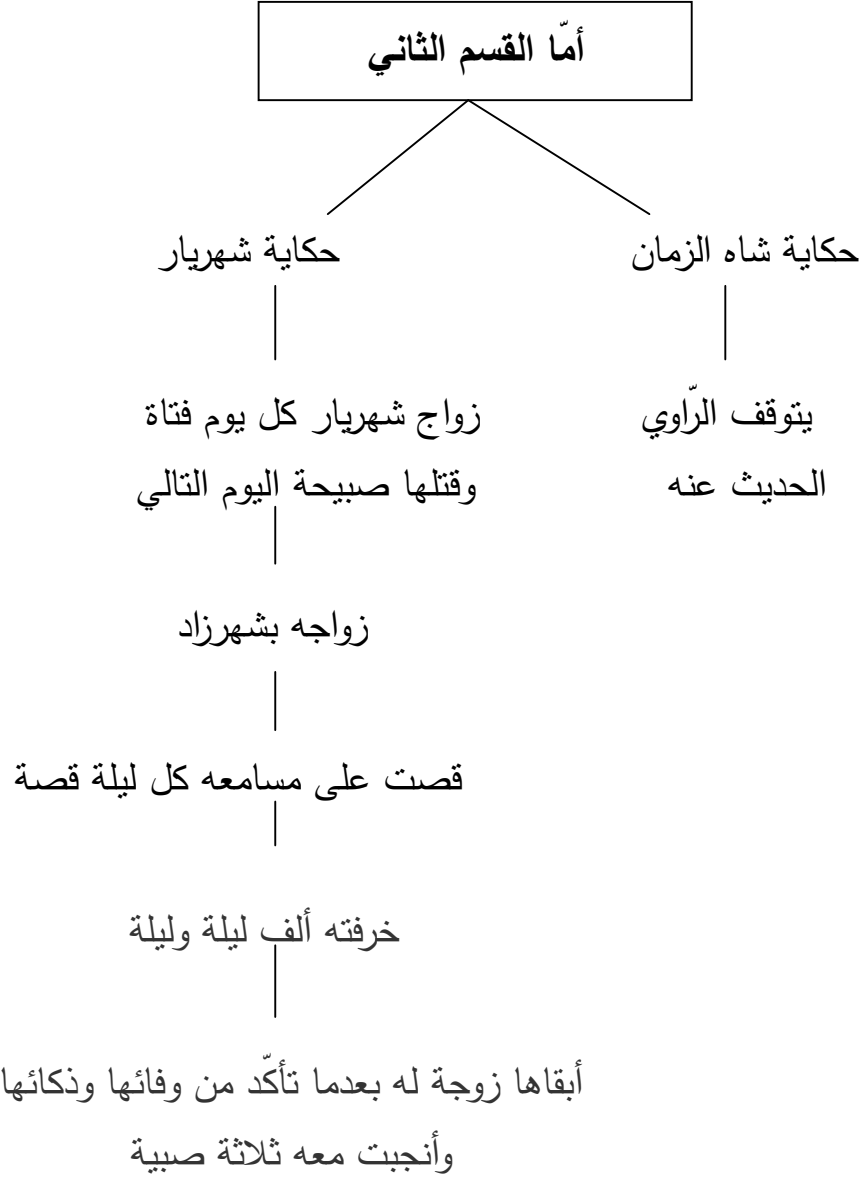 أمّا القسم الثاني
حكاية شاه الزمان
حكاية شهريار
يتوقف الرّاوي
الحديث عنه
زواج شهريار كل يوم فتاة
وقتلها صبيحة اليوم التالي
زواجه بشهرزاد
قصت على مسامعه كل ليلة قصة
خرفته ألف ليلة وليلة
أبقاها زوجة له بعدما تأكّد من وفائها وذكائها
وأنجبت معه ثلاثة صبية